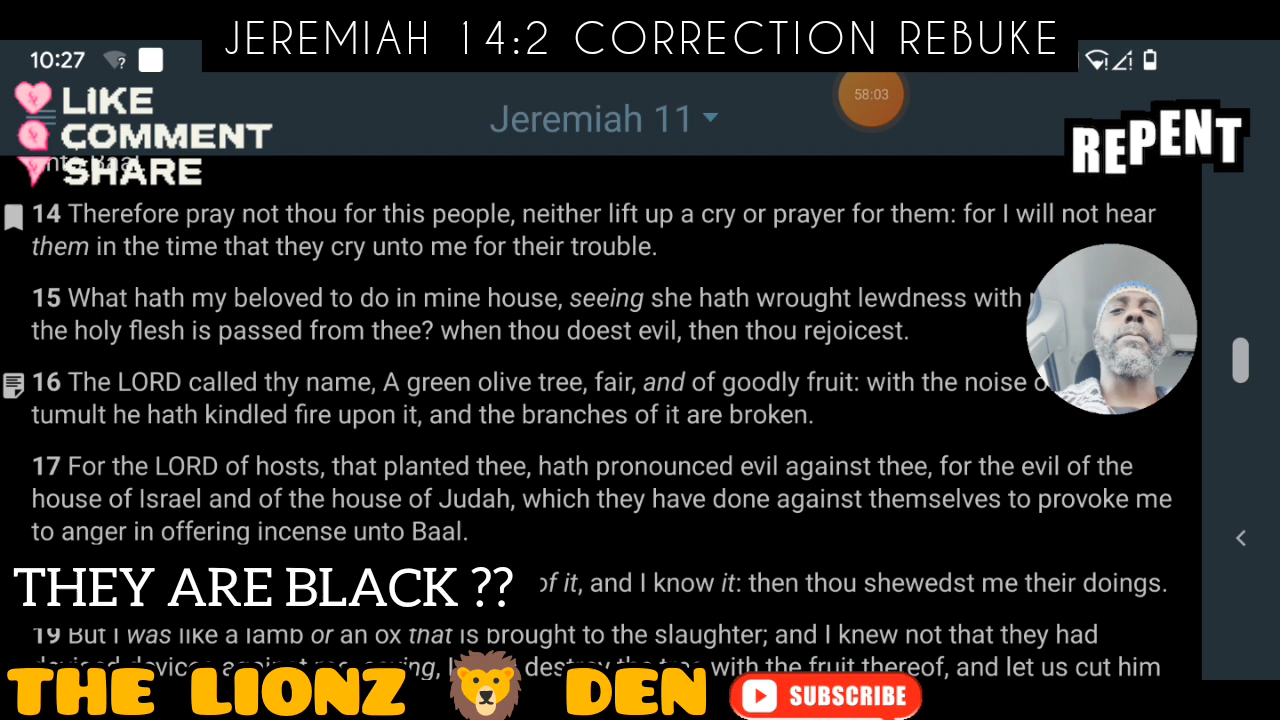 JEREMIAH 14:2 CORRECTION REBUKE
10:27
LIKE
COMMENT
SHARE
Jeremiah 11
58:03
REPENT
14 Therefore pray not thou for this people, neither lift up a cry or prayer for them: for I will not hear
them in the time that they cry unto me for their trouble.
15 What hath my beloved to do in mine house, seeing she hath wrought lewdness with
the holy flesh is passed from thee? when thou doest evil, then thou rejoicest.
16 The LORD called thy name, A green olive tree, fair, and of goodly fruit: with the noise
tumult he hath kindled fire upon it, and the branches of it are broken.
17 For the LORD of hosts, that planted thee, hath pronounced evil against thee, for the evil of the
house of Israel and of the house of Judah, which they have done against themselves to provoke me
to anger in offering incense unto Baal.
THEY ARE BLACK ??
of it, and I know it: then thou shewedst me their doings.
19 But I was like a lamb or an ox that is brought to the slaughter; and I knew not that they had
with the fruit thereof, and let us cut him
THE LIONZ DEN
SUBSCRIBE